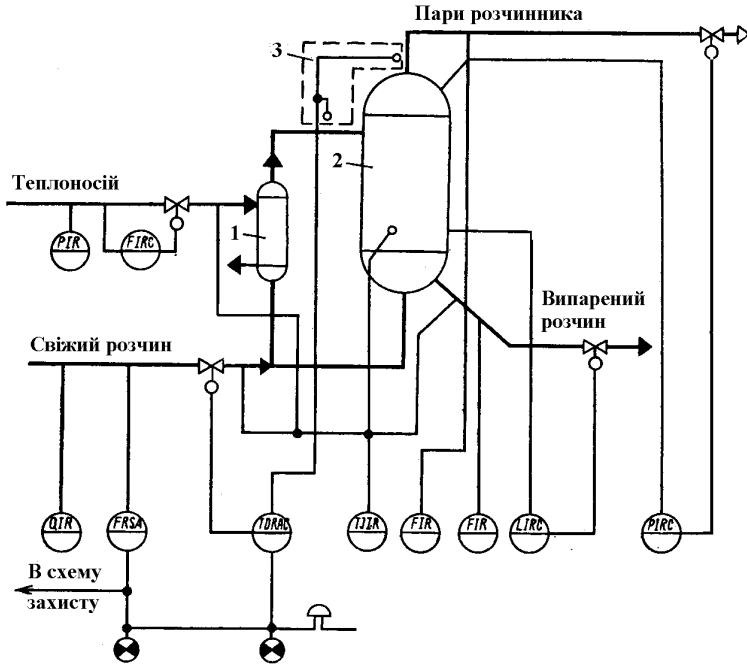 Пари розчинника
3
2
Теплоносій
1
PIR
FIRC
Випарений
розчин
Свіжий розчин
QIR
FRSA
TDRAC
TJIR
FIR
FIR
LIRC
PIRC
В схему
захисту